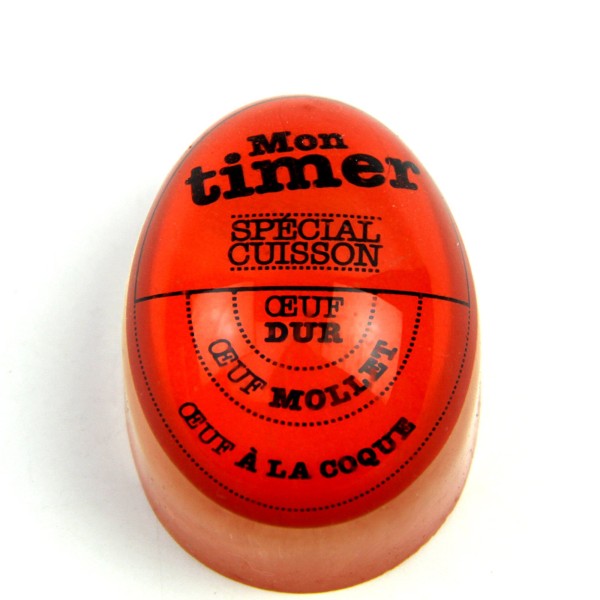 Mon
timer
SPÉCIAL
CUISSON
ŒUF
DUR
ŒUF MOLLET
ŒUF À LA COQUE